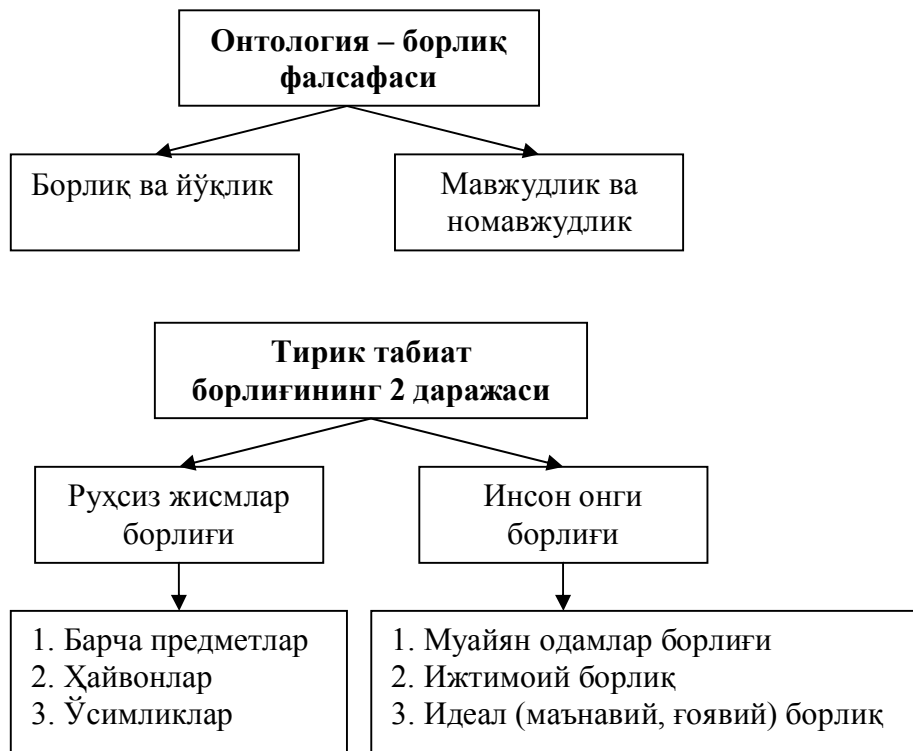 Онтология – борлиқ
фалсафаси
Борлиқ ва йўқлик
Мавжудлик ва
номавжудлик
Тирик табиат
борлиғининг 2 даражаси
Руҳсиз жисмлар
борлиғи
Инсон онги
борлиғи
1. Барча предметлар
2. Ҳайвонлар
3. Ўсимликлар
1. Муайян одамлар борлиғи
2. Ижтимоий борлиқ
3. Идеал (маънавий, ғоявий) борлиқ